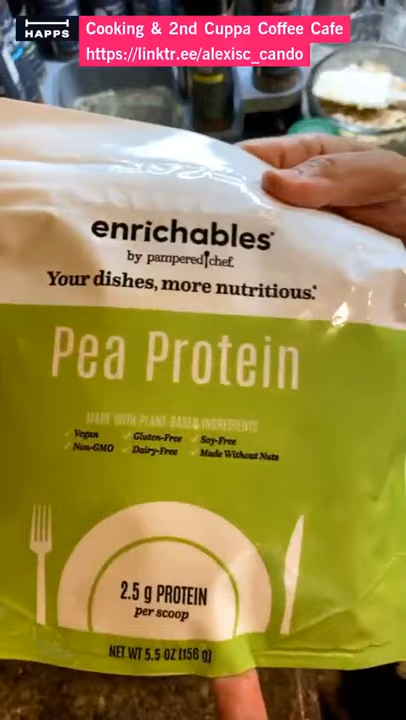 HAPPS
Cooking & 2nd Cuppa Coffee Cafe
https://linktr.ee/alexisc_cando
enrichables®
by pampered chef.
Your dishes, more nutritious.®
Pea Protein
MADE WITH PLANT-BASED INGREDIENTS
✓ Vegan ✓ Gluten-Free ✓ Soy-Free
✓ Non-GMO ✓ Dairy-Free ✓ Made Without Nuts
2.5 g PROTEIN
per scoop
NET WT 5.5 OZ (156 g)